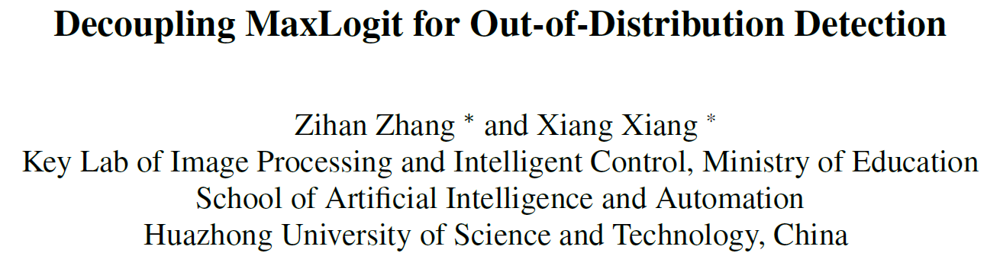 Decoupling MaxLogit for Out-of-Distribution Detection
Zihan Zhang * and Xiang Xiang *
Key Lab of Image Processing and Intelligent Control, Ministry of Education
School of Artificial Intelligence and Automation
Huazhong University of Science and Technology, China